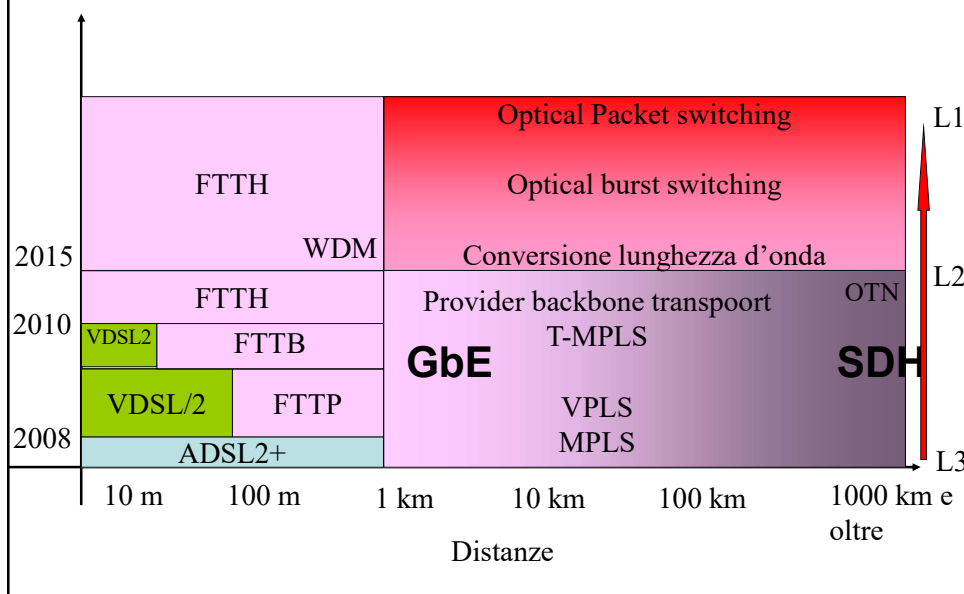 Optical Packet switching
L1
FTTH
Optical burst switching
WDM
Conversione lunghezza d'onda
2015
L2
FTTH
Provider backbone transpoort
OTN
2010
VDSL2
FTTB
T-MPLS
GbE
SDH
VDSL/2
FTTP
VPLS
2008
MPLS
ADSL2+
L3
10 m
100 m
1 km
10 km
100 km
1000 km e
oltre
Distanze